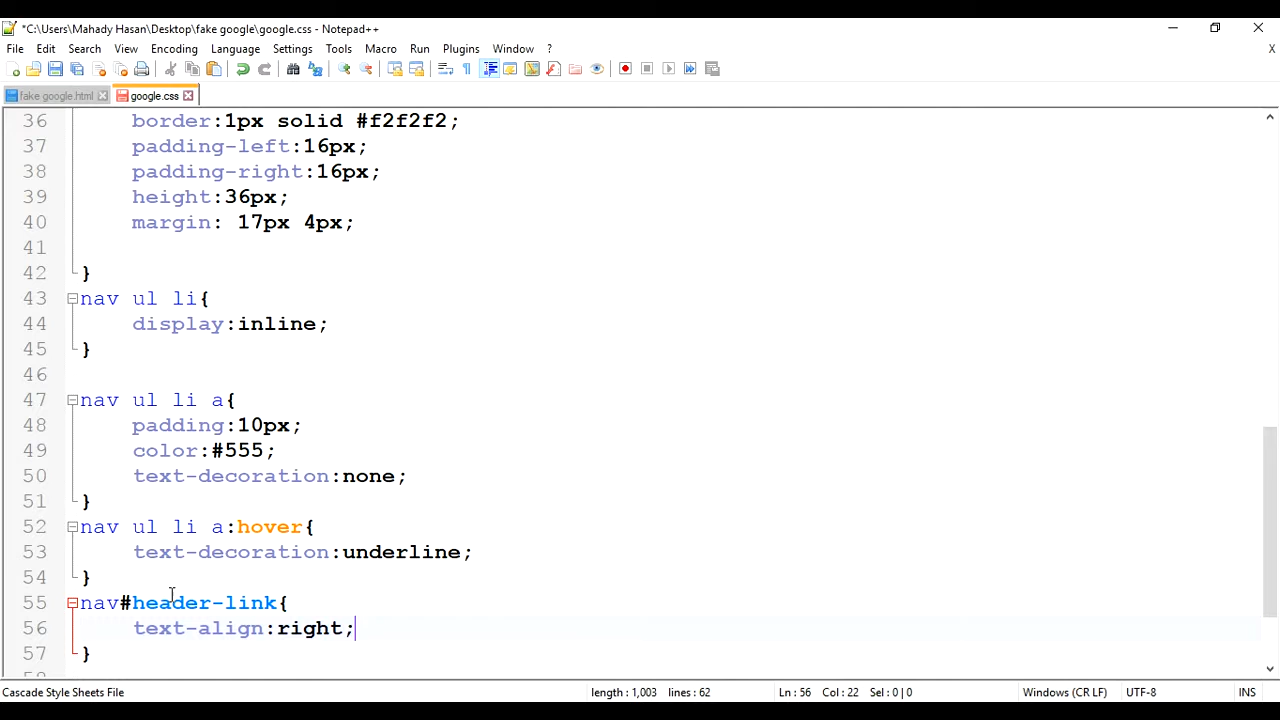 *C:\Users\Mahady Hasan\Desktop\fake google\google.css - Notepad++
File Edit Search View Encoding Language Settings Tools Macro Run Plugins Window ? X
fake google.html google.css
36 border:1px solid #f2f2f2;
37 padding-left:16px;
38 padding-right:16px;
39 height:36px;
40 margin: 17px 4px;
41
42 }
43 nav ul li{
44 display:inline;
45 }
46
47 nav ul li a{
48 padding:10px;
49 color:#555;
50 text-decoration:none;
51 }
52 nav ul li a:hover{
53 text-decoration:underline;
54 }
55 nav#header-link{
56 text-align:right;
57 }
58
Cascade Style Sheets File length : 1,003 lines : 62 Ln : 56 Col : 22 Sel : 0 | 0 Windows (CR LF) UTF-8 INS